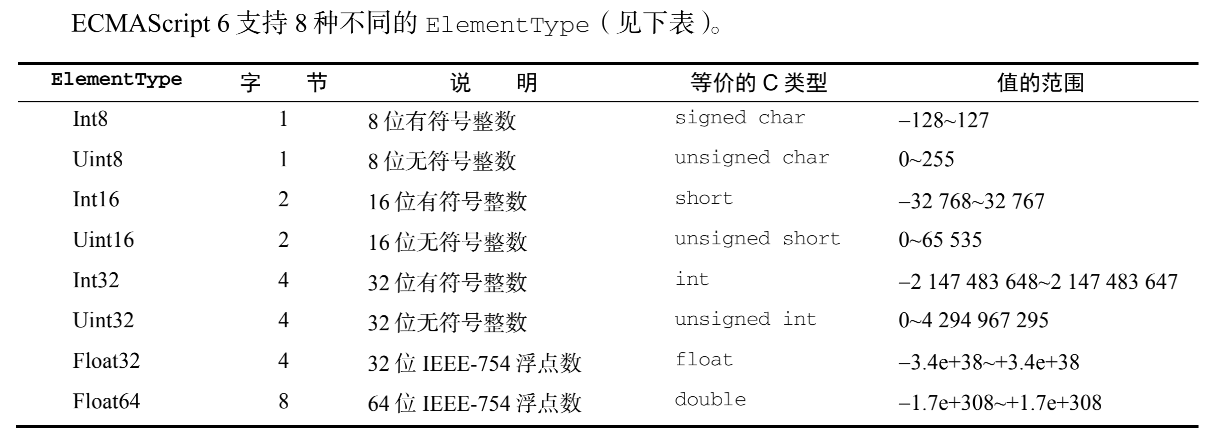 ECMAScript 6 支持 8 种不同的 ElementType（见下表）。
ElementType 字 节 说 明 等价的 C 类型 值的范围
Int8 1 8 位有符号整数 signed char –128~127
Uint8 1 8 位无符号整数 unsigned char 0~255
Int16 2 16 位有符号整数 short –32 768~32 767
Uint16 2 16 位无符号整数 unsigned short 0~65 535
Int32 4 32 位有符号整数 int –2 147 483 648~2 147 483 647
Uint32 4 32 位无符号整数 unsigned int 0~4 294 967 295
Float32 4 32 位 IEEE-754 浮点数 float –3.4e+38~+3.4e+38
Float64 8 64 位 IEEE-754 浮点数 double –1.7e+308~+1.7e+308